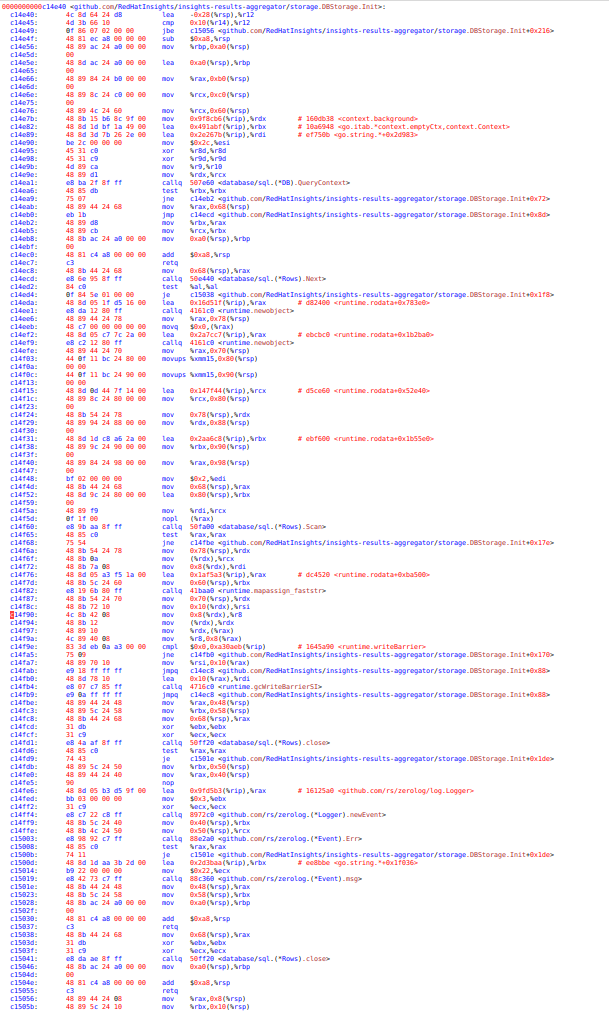 0000000000c14e40 <github.com/RedHatInsights/insights-results-aggregator/storage.DBStorage.Init>:
c14e40: 4c 8d 64 24 d8 lea -0x28(%rsp),%r12
c14e45: 4d 3b 66 10 cmp 0x10(%r14),%r12
c14e49: 0f 86 07 02 00 00 jbe c15056 <github.com/RedHatInsights/insights-results-aggregator/storage.DBStorage.Init+0x216>
c14e4f: 48 81 ec a8 00 00 00 sub $0xa8,%rsp
c14e56: 48 89 ac 24 a0 00 00 mov %rbp,0xa0(%rsp)
c14e5d: 00
c14e5e: 48 8d ac 24 a0 00 00 lea 0xa0(%rsp),%rbp
c14e65: 00
c14e66: 48 89 84 24 b0 00 00 mov %rax,0xb0(%rsp)
c14e6d: 00
c14e6e: 48 89 8c 24 c0 00 00 mov %rcx,0xc0(%rsp)
c14e75: 00
c14e76: 48 89 4c 24 60 mov %rcx,0x60(%rsp)
c14e7b: 48 8b 15 b6 8c 9f 00 mov 0x9f8cb6(%rip),%rdx # 160db38 <context.background>
c14e82: 48 8d 1d bf 1a 49 00 lea 0x491abf(%rip),%rbx # 10a6948 <go.itab.*context.emptyCtx,context.Context>
c14e89: 48 8d 3d 7b 26 2e 00 lea 0x2e267b(%rip),%rdi # ef750b <go.string.*+0x2d983>
c14e90: be 2c 00 00 00 mov $0x2c,%esi
c14e95: 45 31 c0 xor %r8d,%r8d
c14e98: 45 31 c9 xor %r9d,%r9d
c14e9b: 4d 89 ca mov %r9,%r10
c14e9e: 48 89 d1 mov %rdx,%rcx
c14ea1: e8 ba 2f 8f ff callq 507e60 <database/sql.(*DB).QueryContext>
c14ea6: 48 85 db test %rbx,%rbx
c14ea9: 75 07 jne c14eb2 <github.com/RedHatInsights/insights-results-aggregator/storage.DBStorage.Init+0x72>
c14eab: 48 89 44 24 68 mov %rax,0x68(%rsp)
c14eb0: eb 1b jmp c14ecd <github.com/RedHatInsights/insights-results-aggregator/storage.DBStorage.Init+0x8d>
c14eb2: 48 89 d8 mov %rbx,%rax
c14eb5: 48 89 cb mov %rcx,%rbx
c14eb8: 48 8b ac 24 a0 00 00 mov 0xa0(%rsp),%rbp
c14ebf: 00
c14ec0: 48 81 c4 a8 00 00 00 add $0xa8,%rsp
c14ec7: c3 retq
c14ec8: 48 8b 44 24 68 mov 0x68(%rsp),%rax
c14ecd: e8 6e 95 8f ff callq 50e440 <database/sql.(*Rows).Next>
c14ed2: 84 c0 test %al,%al
c14ed4: 0f 84 5e 01 00 00 je c15038 <github.com/RedHatInsights/insights-results-aggregator/storage.DBStorage.Init+0x1f8>
c14eda: 48 8d 05 1f d5 16 00 lea 0x16d51f(%rip),%rax # d82400 <runtime.rodata+0x783e0>
c14ee1: e8 da 12 80 ff callq 4161c0 <runtime.newobject>
c14ee6: 48 89 44 24 78 mov %rax,0x78(%rsp)
c14eeb: 48 c7 00 00 00 00 00 movq $0x0,(%rax)
c14ef2: 48 8d 05 c7 7c 2a 00 lea 0x2a7cc7(%rip),%rax # ebcbc0 <runtime.rodata+0x1b2ba0>
c14ef9: e8 c2 12 80 ff callq 4161c0 <runtime.newobject>
c14efe: 48 89 44 24 70 mov %rax,0x70(%rsp)
c14f03: 44 0f 11 bc 24 80 00 movups %xmm15,0x80(%rsp)
c14f0a: 00 00
c14f0c: 44 0f 11 bc 24 90 00 movups %xmm15,0x90(%rsp)
c14f13: 00 00
c14f15: 48 8d 0d 44 7f 14 00 lea 0x147f44(%rip),%rcx # d5ce60 <runtime.rodata+0x52e40>
c14f1c: 48 89 8c 24 80 00 00 mov %rcx,0x80(%rsp)
c14f23: 00
c14f24: 48 8b 54 24 78 mov 0x78(%rsp),%rdx
c14f29: 48 89 94 24 88 00 00 mov %rdx,0x88(%rsp)
c14f30: 00
c14f31: 48 8d 1d c8 a6 2a 00 lea 0x2aa6c8(%rip),%rbx # ebf600 <runtime.rodata+0x1b55e0>
c14f38: 48 89 9c 24 90 00 00 mov %rbx,0x90(%rsp)
c14f3f: 00
c14f40: 48 89 84 24 98 00 00 mov %rax,0x98(%rsp)
c14f47: 00
c14f48: bf 02 00 00 00 mov $0x2,%edi
c14f4d: 48 8b 44 24 68 mov 0x68(%rsp),%rax
c14f52: 48 8d 9c 24 80 00 00 lea 0x80(%rsp),%rbx
c14f59: 00
c14f5a: 48 89 f9 mov %rdi,%rcx
c14f5d: 0f 1f 00 nopl (%rax)
c14f60: e8 9b aa 8f ff callq 50fa00 <database/sql.(*Rows).Scan>
c14f65: 48 85 c0 test %rax,%rax
c14f68: 75 54 jne c14fbe <github.com/RedHatInsights/insights-results-aggregator/storage.DBStorage.Init+0x17e>
c14f6a: 48 8b 54 24 78 mov 0x78(%rsp),%rdx
c14f6f: 48 8b 0a mov (%rdx),%rcx
c14f72: 48 8b 7a 08 mov 0x8(%rdx),%rdi
c14f76: 48 8d 05 a3 f5 1a 00 lea 0x1af5a3(%rip),%rax # dc4520 <runtime.rodata+0xba500>
c14f7d: 48 8b 5c 24 60 mov 0x60(%rsp),%rbx
c14f82: e8 19 6b 80 ff callq 41baa0 <runtime.mapassign_faststr>
c14f87: 48 8b 54 24 70 mov 0x70(%rsp),%rdx
c14f8c: 48 8b 72 10 mov 0x10(%rdx),%rsi
c14f90: 4c 8b 42 08 mov 0x8(%rdx),%r8
c14f94: 48 8b 12 mov (%rdx),%rdx
c14f97: 48 89 10 mov %rdx,(%rax)
c14f9a: 4c 89 40 08 mov %r8,0x8(%rax)
c14f9e: 83 3d eb 0a a3 00 00 cmpl $0x0,0xa30aeb(%rip) # 1645a90 <runtime.writeBarrier>
c14fa5: 75 09 jne c14fb0 <github.com/RedHatInsights/insights-results-aggregator/storage.DBStorage.Init+0x170>
c14fa7: 48 89 70 10 mov %rsi,0x10(%rax)
c14fab: e9 18 ff ff ff jmpq c14ec8 <github.com/RedHatInsights/insights-results-aggregator/storage.DBStorage.Init+0x88>
c14fb0: 48 8d 78 10 lea 0x10(%rax),%rdi
c14fb4: e8 07 c7 85 ff callq 4716c0 <runtime.gcWriteBarrierSI>
c14fb9: e9 0a ff ff ff jmpq c14ec8 <github.com/RedHatInsights/insights-results-aggregator/storage.DBStorage.Init+0x88>
c14fbe: 48 89 44 24 48 mov %rax,0x48(%rsp)
c14fc3: 48 89 5c 24 58 mov %rbx,0x58(%rsp)
c14fc8: 48 8b 44 24 68 mov 0x68(%rsp),%rax
c14fcd: 31 db xor %ebx,%ebx
c14fcf: 31 c9 xor %ecx,%ecx
c14fd1: e8 4a af 8f ff callq 50ff20 <database/sql.(*Rows).close>
c14fd6: 48 85 c0 test %rax,%rax
c14fd9: 74 43 je c1501e <github.com/RedHatInsights/insights-results-aggregator/storage.DBStorage.Init+0x1de>
c14fdb: 48 89 5c 24 50 mov %rbx,0x50(%rsp)
c14fe0: 48 89 44 24 40 mov %rax,0x40(%rsp)
c14fe5: 90 nop
c14fe6: 48 8d 05 b3 d5 9f 00 lea 0x9fd5b3(%rip),%rax # 16125a0 <github.com/rs/zerolog/log.Logger>
c14fed: bb 03 00 00 00 mov $0x3,%ebx
c14ff2: 31 c9 xor %ecx,%ecx
c14ff4: e8 c7 22 c8 ff callq 8972c0 <github.com/rs/zerolog.(*Logger).newEvent>
c14ff9: 48 8b 5c 24 40 mov 0x40(%rsp),%rbx
c14ffe: 48 8b 4c 24 50 mov 0x50(%rsp),%rcx
c15003: e8 98 92 c7 ff callq 88e2a0 <github.com/rs/zerolog.(*Event).Err>
c15008: 48 85 c0 test %rax,%rax
c1500b: 74 11 je c1501e <github.com/RedHatInsights/insights-results-aggregator/storage.DBStorage.Init+0x1de>
c1500d: 48 8d 1d aa 3b 2d 00 lea 0x2d3baa(%rip),%rbx # ee8bbe <go.string.*+0x1f036>
c15014: b9 22 00 00 00 mov $0x22,%ecx
c15019: e8 42 73 c7 ff callq 88c360 <github.com/rs/zerolog.(*Event).msg>
c1501e: 48 8b 44 24 48 mov 0x48(%rsp),%rax
c15023: 48 8b 5c 24 58 mov 0x58(%rsp),%rbx
c15028: 48 8b ac 24 a0 00 00 mov 0xa0(%rsp),%rbp
c1502f: 00
c15030: 48 81 c4 a8 00 00 00 add $0xa8,%rsp
c15037: c3 retq
c15038: 48 8b 44 24 68 mov 0x68(%rsp),%rax
c1503d: 31 db xor %ebx,%ebx
c1503f: 31 c9 xor %ecx,%ecx
c15041: e8 da ae 8f ff callq 50ff20 <database/sql.(*Rows).close>
c15046: 48 8b ac 24 a0 00 00 mov 0xa0(%rsp),%rbp
c1504d: 00
c1504e: 48 81 c4 a8 00 00 00 add $0xa8,%rsp
c15055: c3 retq
c15056: 48 89 44 24 08 mov %rax,0x8(%rsp)
c1505b: 48 89 5c 24 10 mov %rbx,0x10(%rsp)